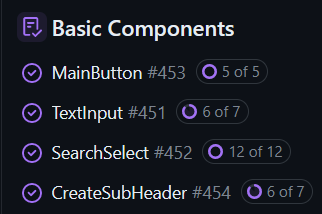 Basic Components
MainButton #453 5 of 5
TextInput #451 6 of 7
SearchSelect #452 12 of 12
CreateSubHeader #454 6 of 7